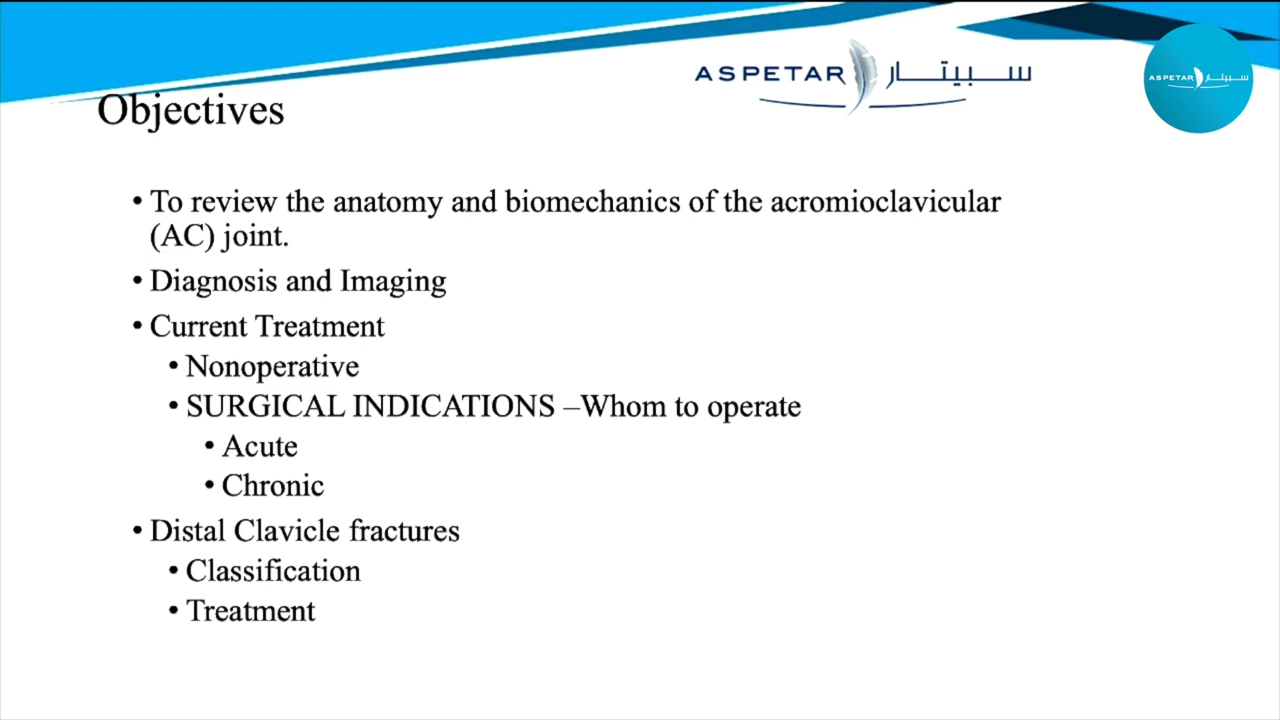 ASPETAR سبيتار
ASPETAR سبيتار
Objectives
• To review the anatomy and biomechanics of the acromioclavicular
(AC) joint.
• Diagnosis and Imaging
• Current Treatment
• Nonoperative
• SURGICAL INDICATIONS –Whom to operate
• Acute
• Chronic
• Distal Clavicle fractures
• Classification
• Treatment